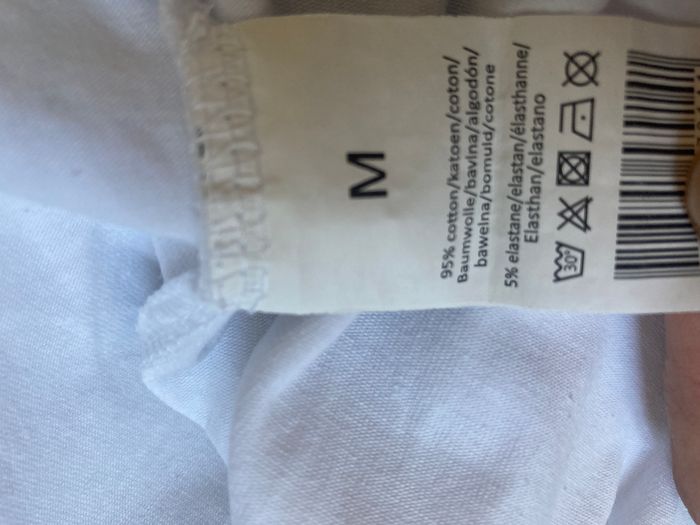 M
95% cotton/katoen/coton/
Baumwolle/bavlna/algodón/
bawełna/bomuld/cotone
5% elastane/elastan/élasthanne/
Elasthan/elastano
30°